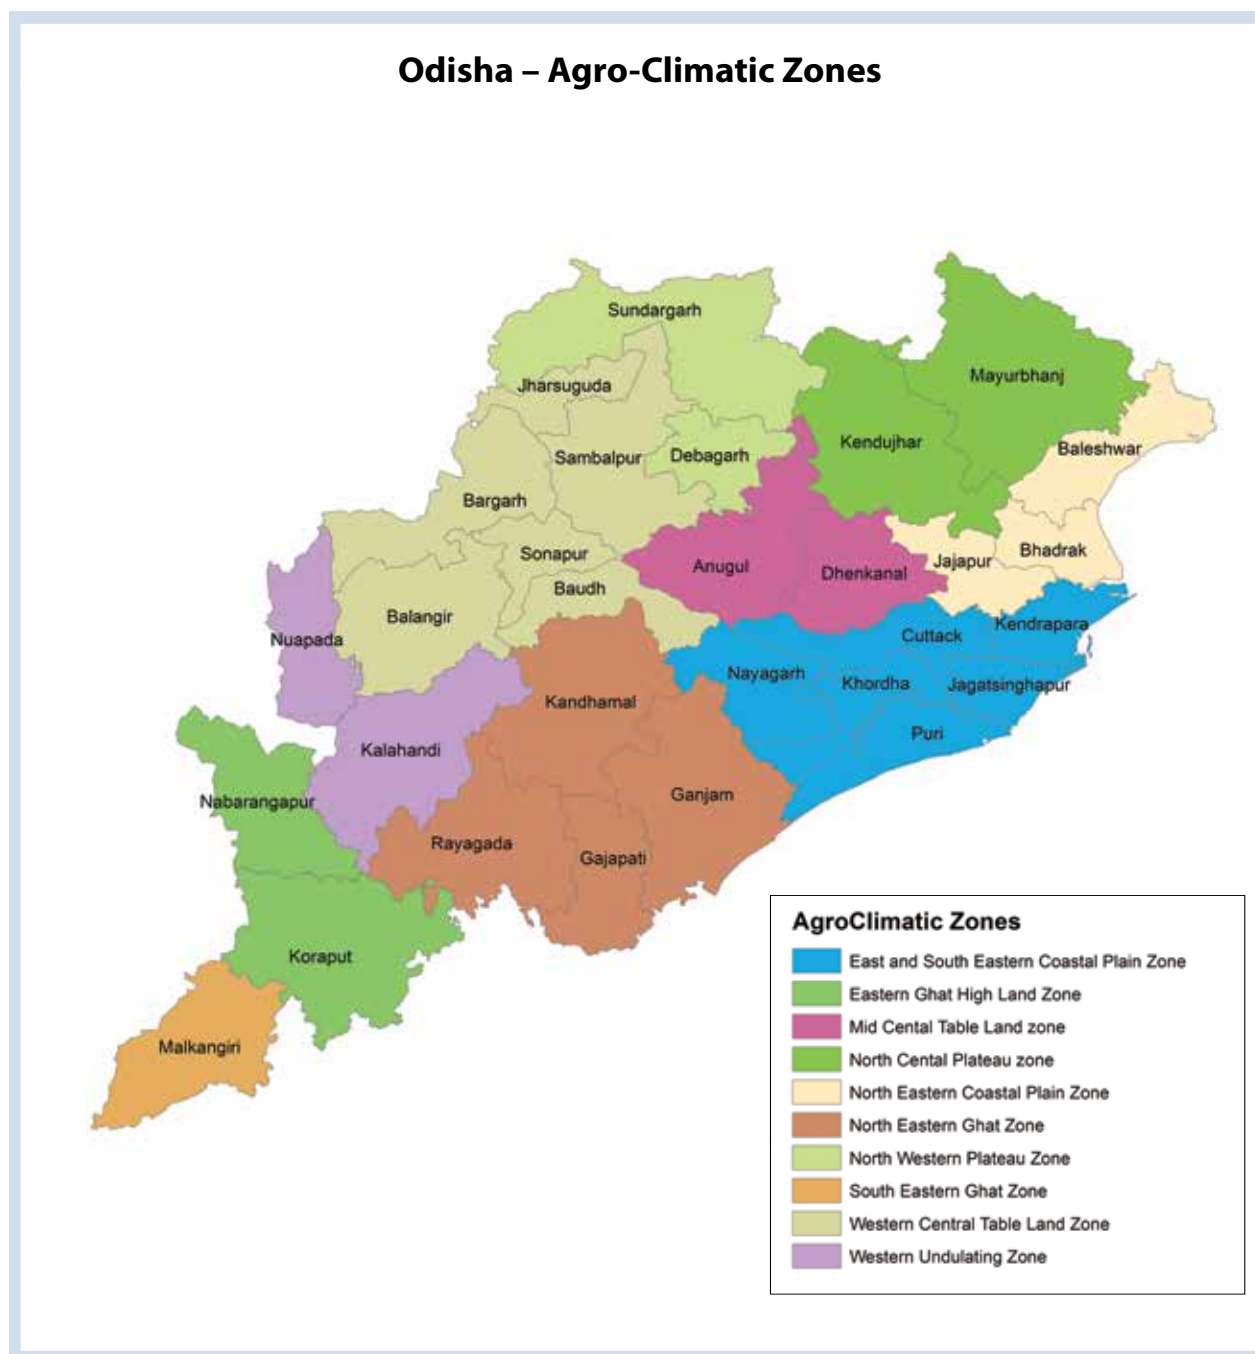 Odisha – Agro-Climatic Zones
Sundargarh
Mayurbhanj
Jharsuguda
Kendujhar
Baleshwar
Sambalpur
Debagarh
Bargarh
Sonapur
Bhadrak
Jajapur
Anugul
Dhenkanal
Baudh
Balangir
Kendrapara
Cuttack
Nuapada
Nayagarh
Khordha
Jagatsinghapur
Kandhamal
Puri
Kalahandi
Ganjam
Nabarangapur
Rayagada
Gajapati
Koraput
Malkangiri
AgroClimatic Zones
East and South Eastern Coastal Plain Zone
Eastern Ghat High Land Zone
Mid Cental Table Land zone
North Cental Plateau zone
North Eastern Coastal Plain Zone
North Eastern Ghat Zone
North Western Plateau Zone
South Eastern Ghat Zone
Western Central Table Land Zone
Western Undulating Zone